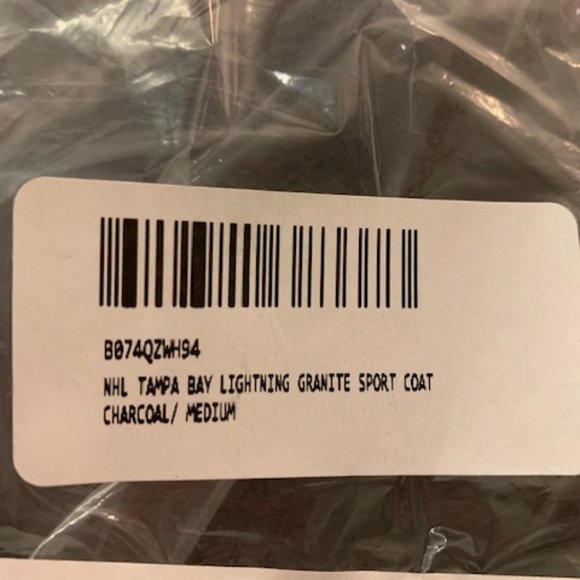 B074QZWH94
NHL TAMPA BAY LIGHTNING GRANITE SPORT COAT
CHARCOAL/ MEDIUM